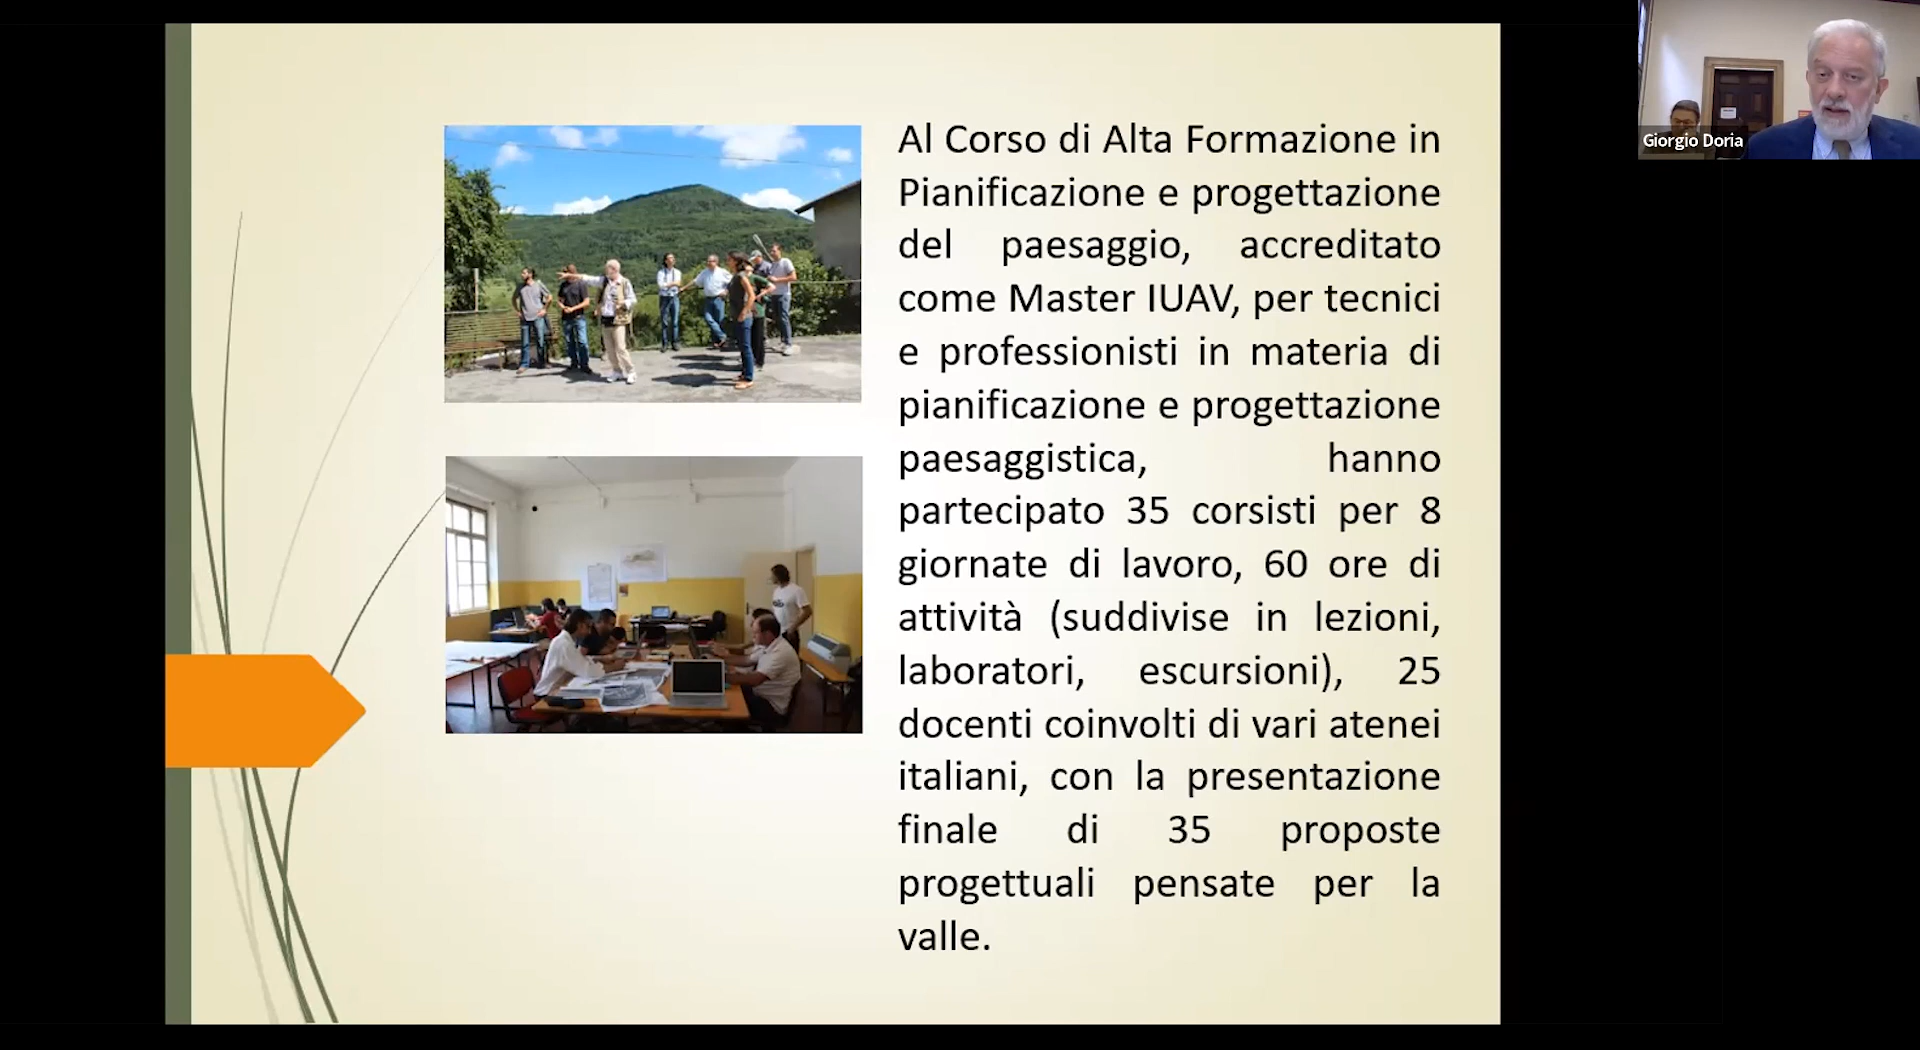 Al Corso di Alta Formazione in
Pianificazione e progettazione
del paesaggio, accreditato
come Master IUAV, per tecnici
e professionisti in materia di
pianificazione e progettazione
paesaggistica, hanno
partecipato 35 corsisti per 8
giornate di lavoro, 60 ore di
attività (suddivise in lezioni,
laboratori, escursioni), 25
docenti coinvolti di vari atenei
italiani, con la presentazione
finale di 35 proposte
progettuali pensate per la
valle.
Giorgio Doria